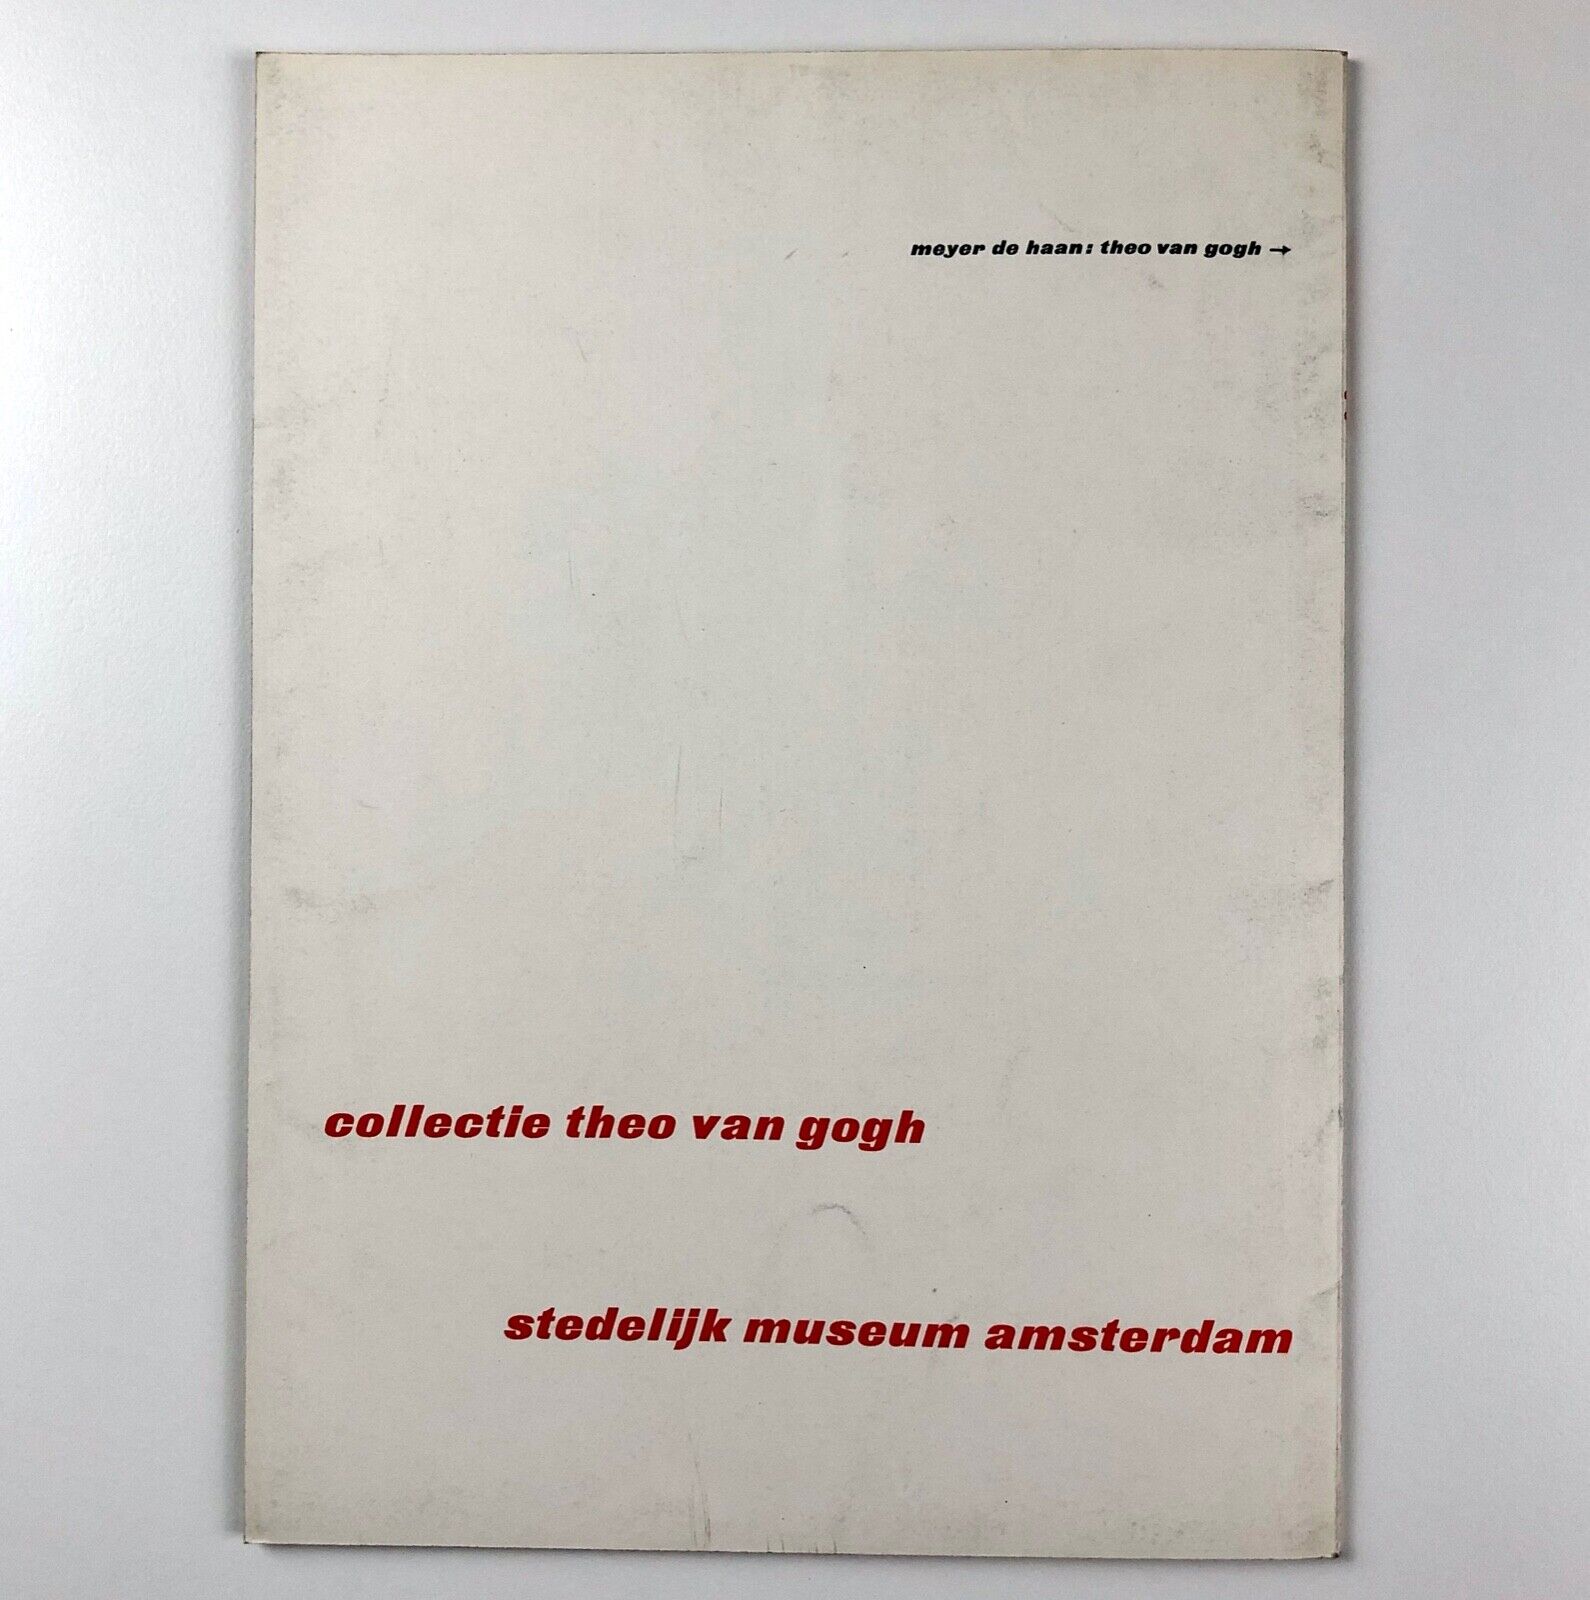 meyer de haan: theo van gogh →
collectie theo van gogh
stedelijk museum amsterdam